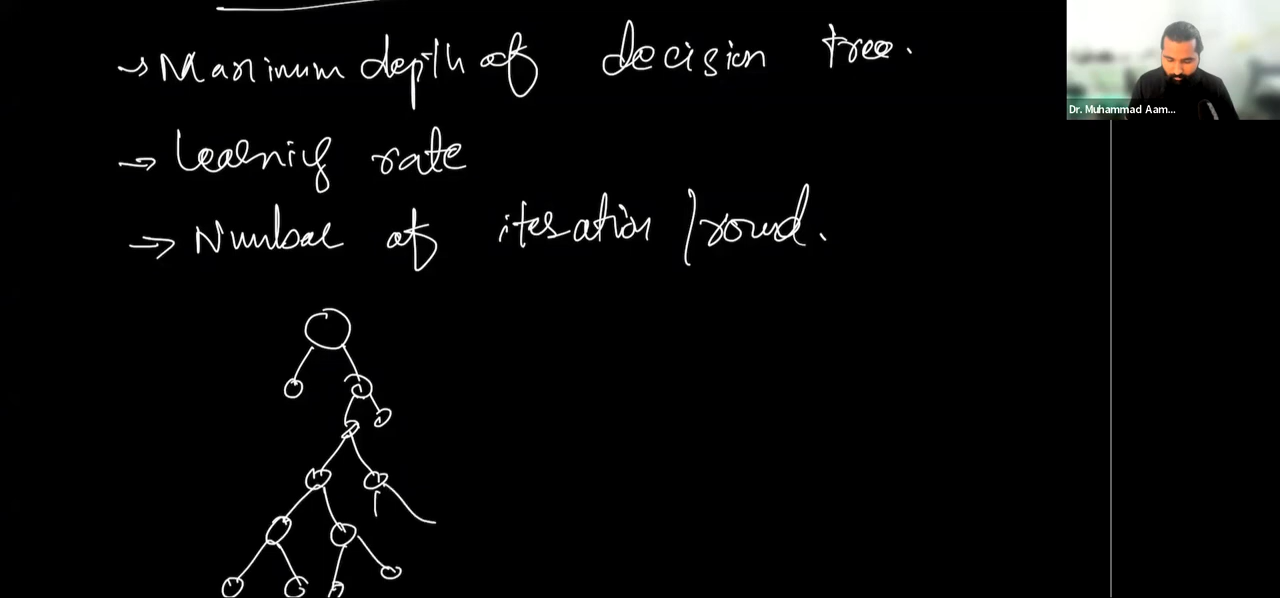 → Maximum depth of decision tree.
Dr. Muhammad Aam...
→ Learning rate
→ Number of iteration / round.